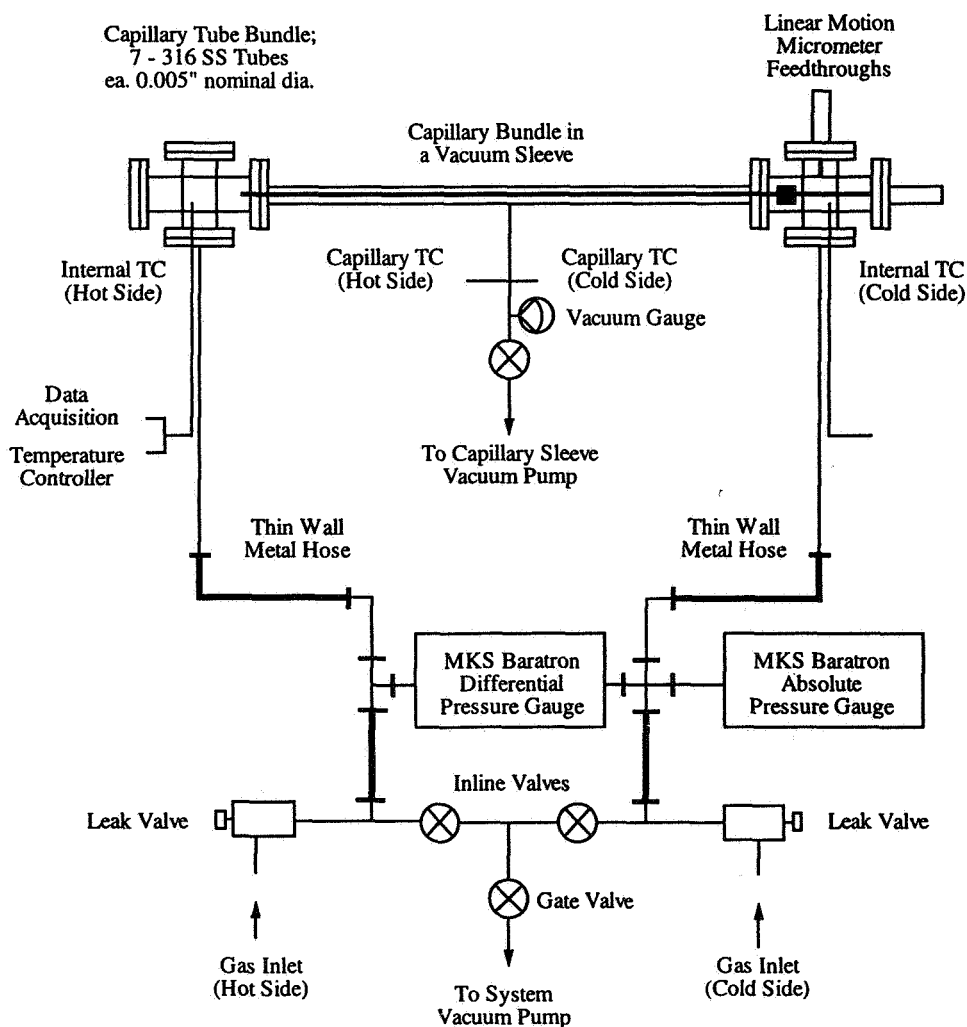 Capillary Tube Bundle;
7 - 316 SS Tubes
ea. 0.005" nominal dia.
Linear Motion
Micrometer
Feedthroughs
Capillary Bundle in
a Vacuum Sleeve
Internal TC
(Hot Side)
Capillary TC
(Hot Side)
Capillary TC
(Cold Side)
Internal TC
(Cold Side)
Vacuum Gauge
Data
Acquisition
Temperature
Controller
To Capillary Sleeve
Vacuum Pump
Thin Wall
Metal Hose
Thin Wall
Metal Hose
MKS Baratron
Differential
Pressure Gauge
MKS Baratron
Absolute
Pressure Gauge
Inline Valves
Leak Valve
Leak Valve
Gate Valve
Gas Inlet
(Hot Side)
Gas Inlet
(Cold Side)
To System
Vacuum Pump